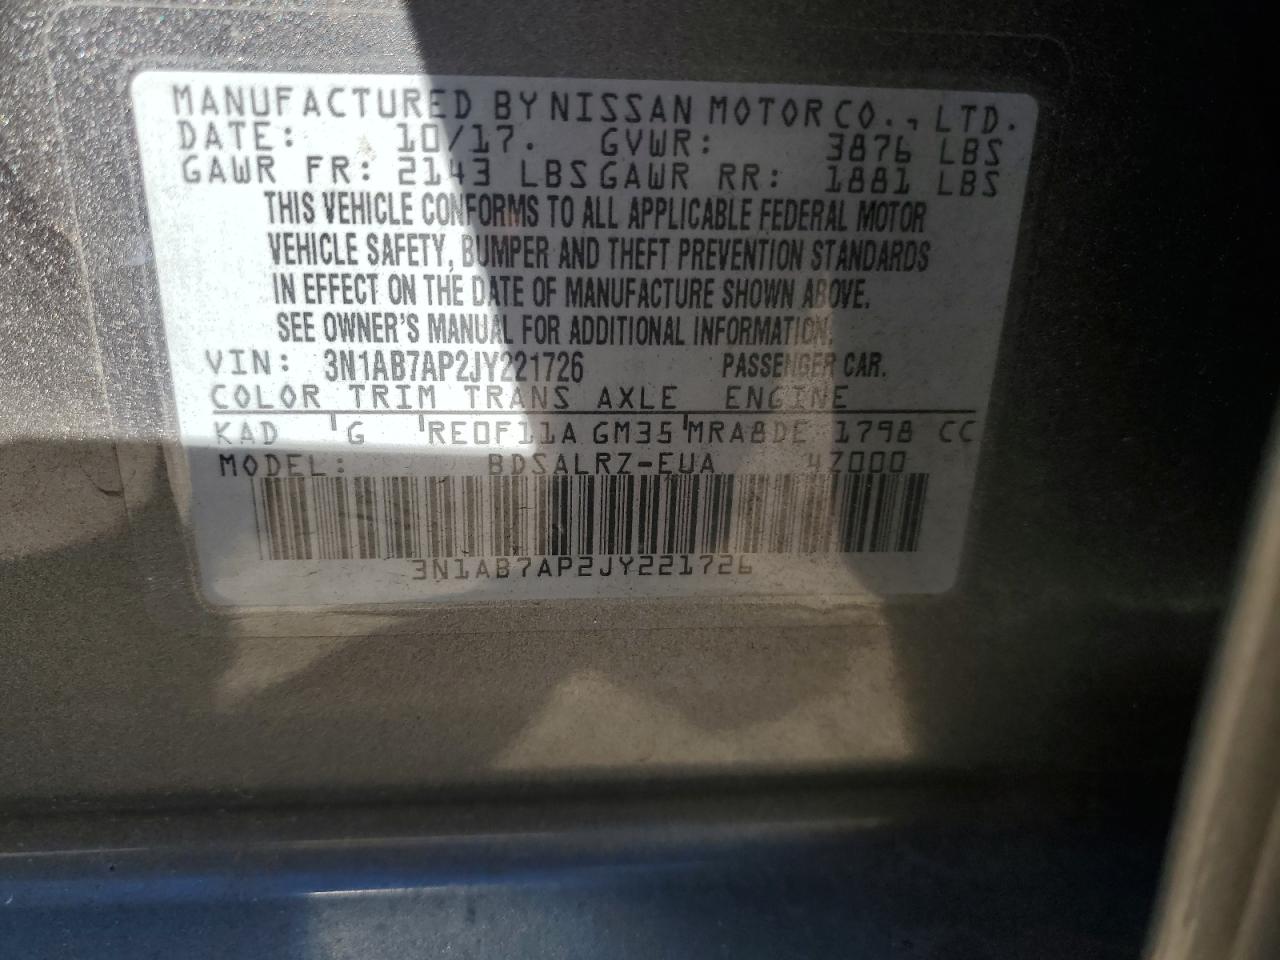 MANUFACTURED BY NISSAN MOTOR CO., LTD.
DATE: 10/17. GVWR: 3876 LBS
GAWR FR: 2143 LBS GAWR RR: 1881 LBS
THIS VEHICLE CONFORMS TO ALL APPLICABLE FEDERAL MOTOR
VEHICLE SAFETY, BUMPER AND THEFT PREVENTION STANDARDS
IN EFFECT ON THE DATE OF MANUFACTURE SHOWN ABOVE.
SEE OWNER'S MANUAL FOR ADDITIONAL INFORMATION.
VIN: 3N1AB7AP2JY221726 PASSENGER CAR.
COLOR TRIM TRANS AXLE ENGINE
KAD ' G ' RE0F11A GM35 ' MRA8DE 1798 CC
MODEL: BDSALRZ-EUA 4Z000
3N1AB7AP2JY221726